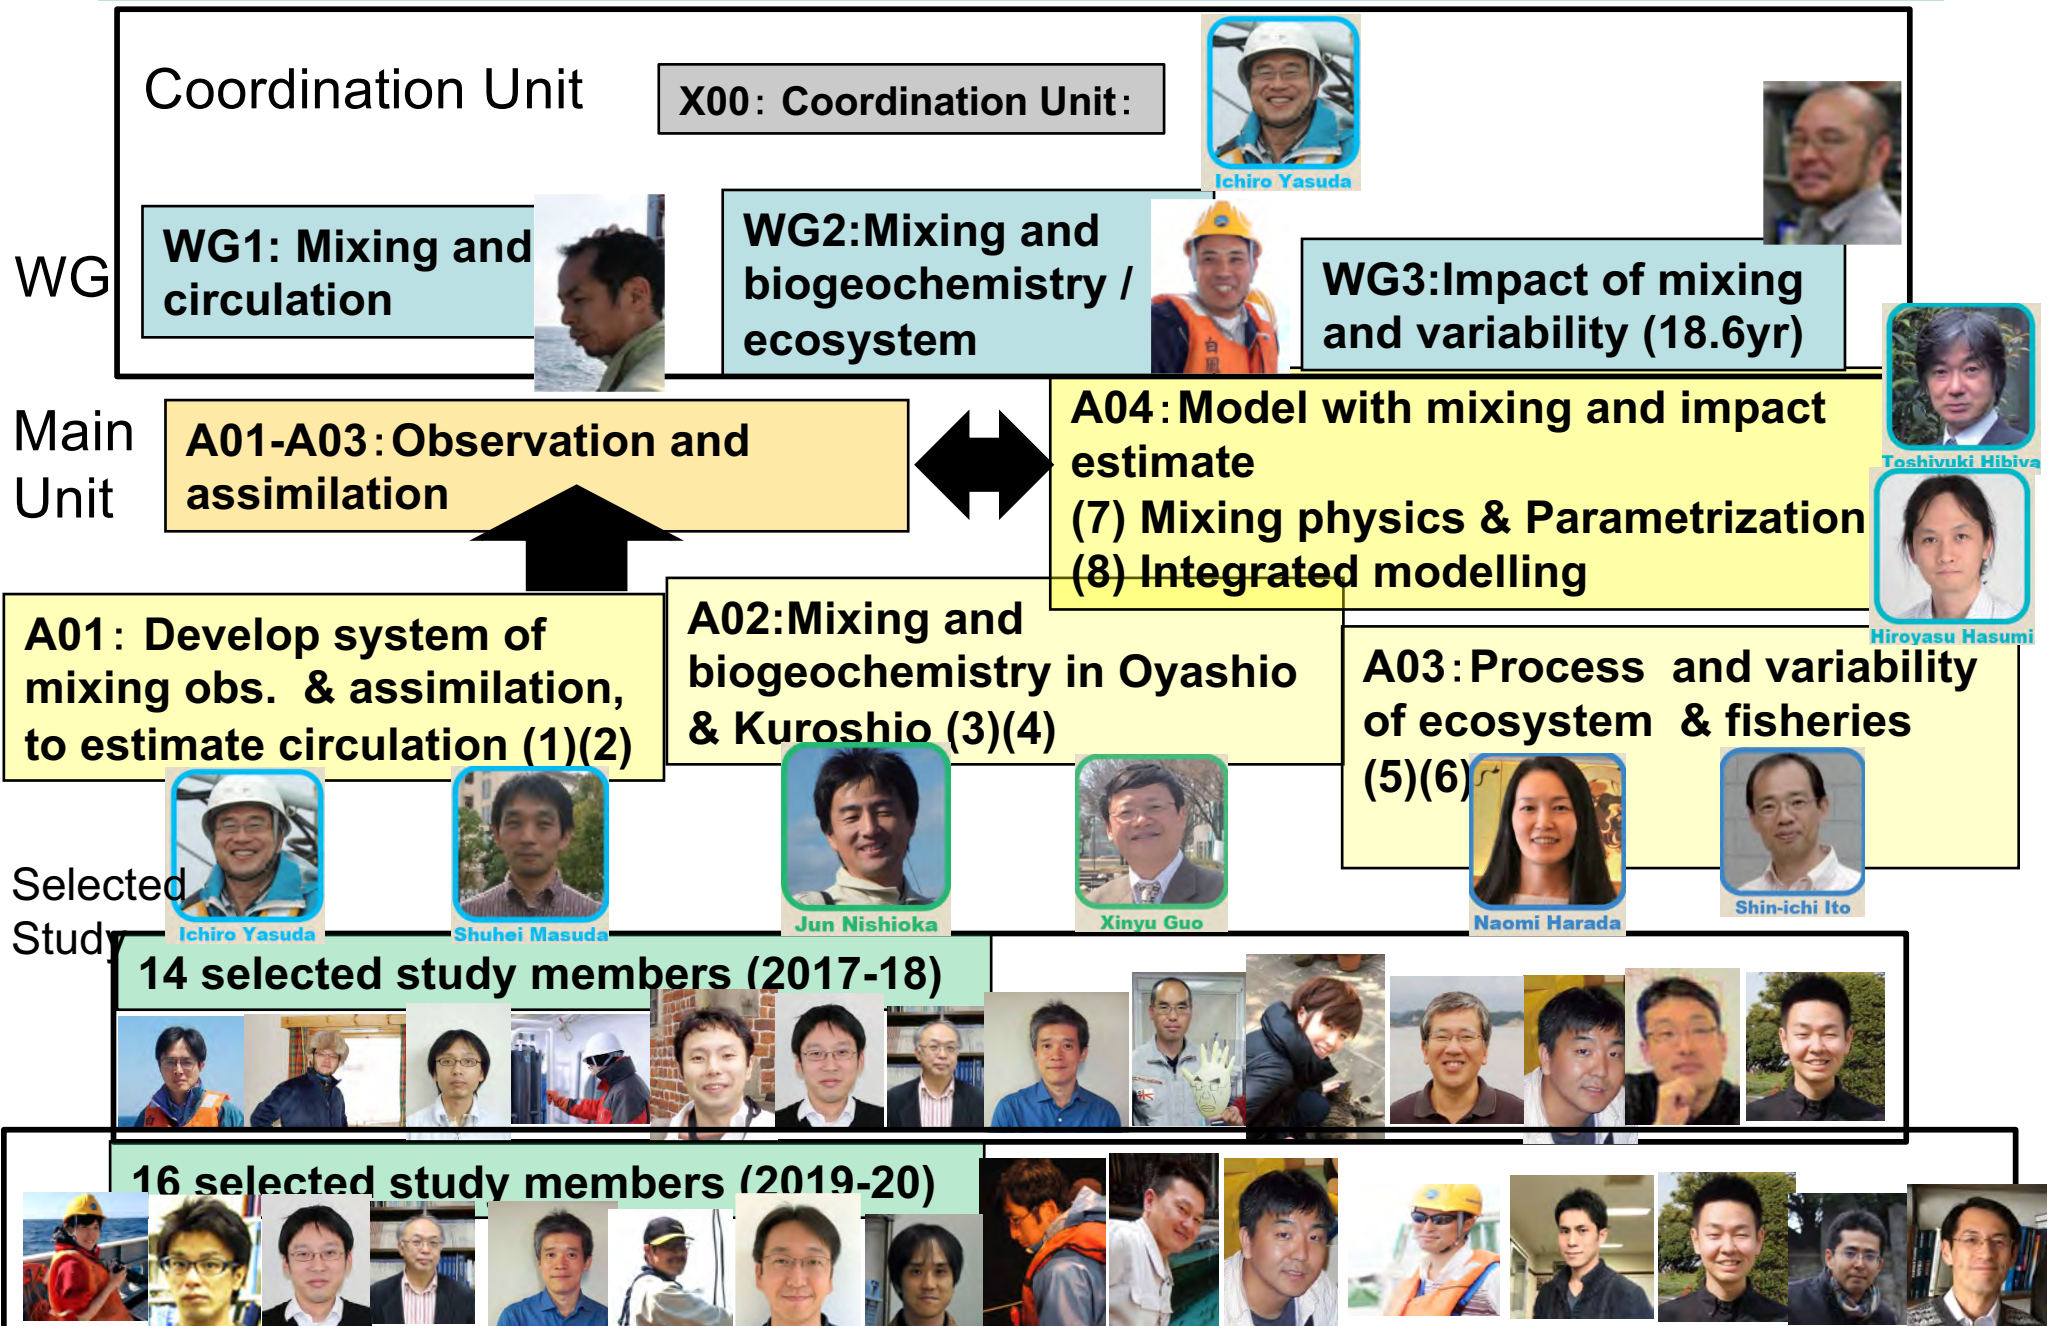 Coordination Unit
X00: Coordination Unit:
Ichiro Yasuda
WG
WG1: Mixing and
circulation
WG2:Mixing and
biogeochemistry /
ecosystem
白鳳
WG3:Impact of mixing
and variability (18.6yr)
Toshiyuki Hibiya
Main
Unit
A01-A03:Observation and
assimilation
A04:Model with mixing and impact
estimate
(7) Mixing physics & Parametrization
(8) Integrated modelling
Hiroyasu Hasumi
A01: Develop system of
mixing obs. & assimilation,
to estimate circulation (1)(2)
A02:Mixing and
biogeochemistry in Oyashio
& Kuroshio (3)(4)
A03:Process and variability
of ecosystem & fisheries
(5)(6)
Selected
Study
Ichiro Yasuda
Shuhei Masuda
Jun Nishioka
Xinyu Guo
Naomi Harada
Shin-ichi Ito
14 selected study members (2017-18)
16 selected study members (2019-20)